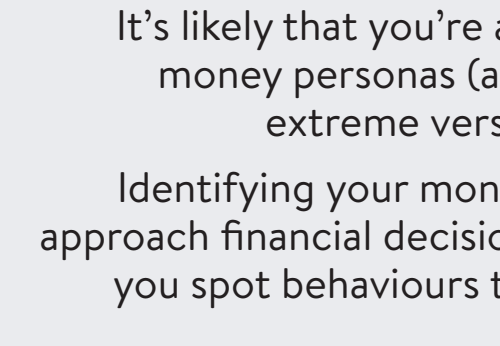 It’s likely that you’re
money personas (a
extreme vers
Identifying your mon
approach financial decisio
you spot behaviours t